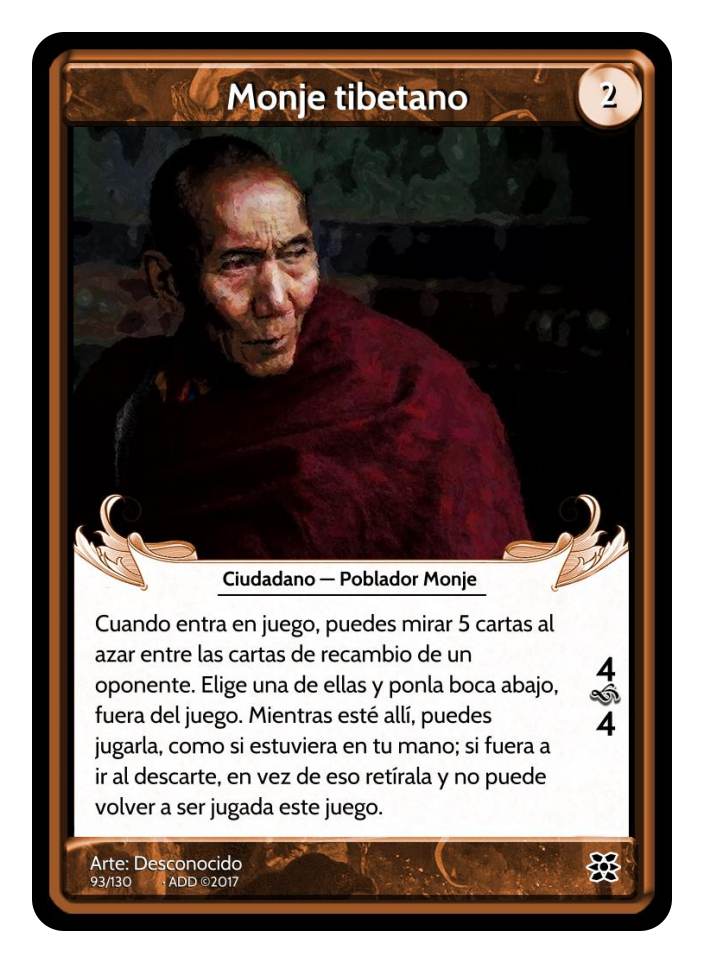 Monje tibetano
2
Ciudadano — Poblador Monje
Cuando entra en juego, puedes mirar 5 cartas al
azar entre las cartas de recambio de un
oponente. Elige una de ellas y ponla boca abajo,
fuera del juego. Mientras esté allí, puedes
jugarla, como si estuviera en tu mano; si fuera a
ir al descarte, en vez de eso retírala y no puede
volver a ser jugada este juego.
4
4
Arte: Desconocido
93/130 · ADD ©2017